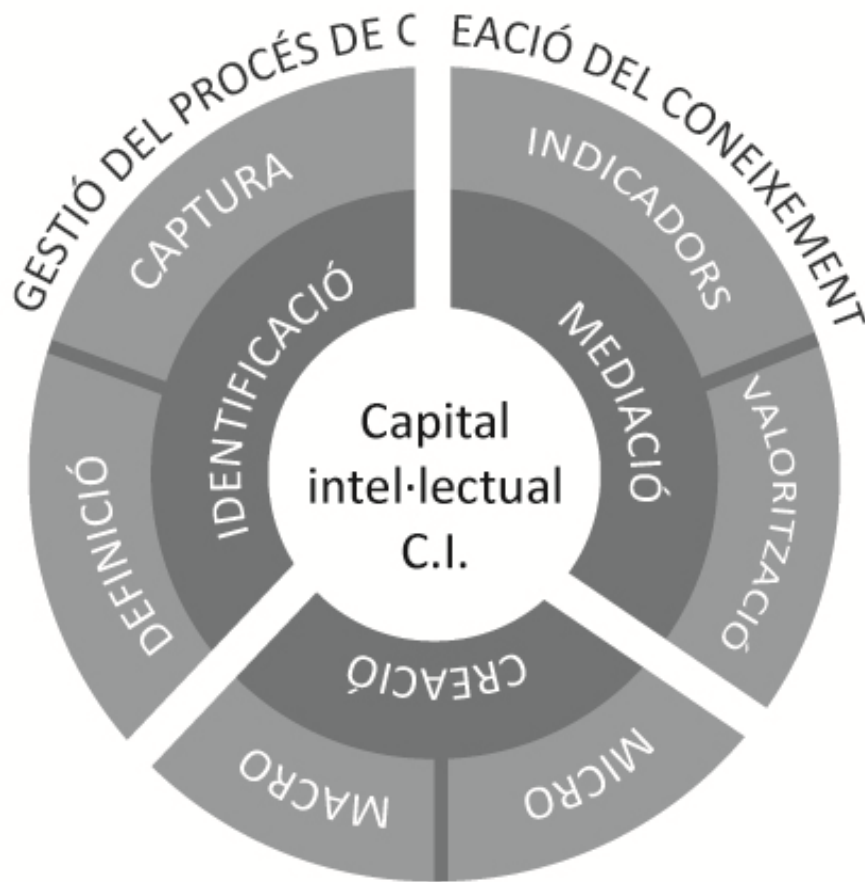 GESTIÓ DEL PROCÉS DE C EACIÓ DEL CONEIXEMENT
CAPTURA
INDICADORS
IDENTIFICACIÓ
MEDIACIÓ
DEFINICIÓ
VALORITZACIÓ
Capital
intel·lectual
C.I.
CREACIÓ
MACRO
MICRO